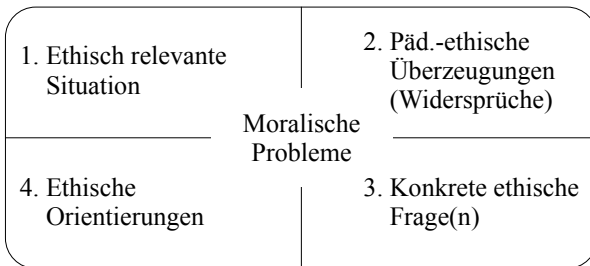 1. Ethisch relevante
Situation
2. Päd.-ethische
Überzeugungen
(Widersprüche)
Moralische
Probleme
4. Ethische
Orientierungen
3. Konkrete ethische
Frage(n)